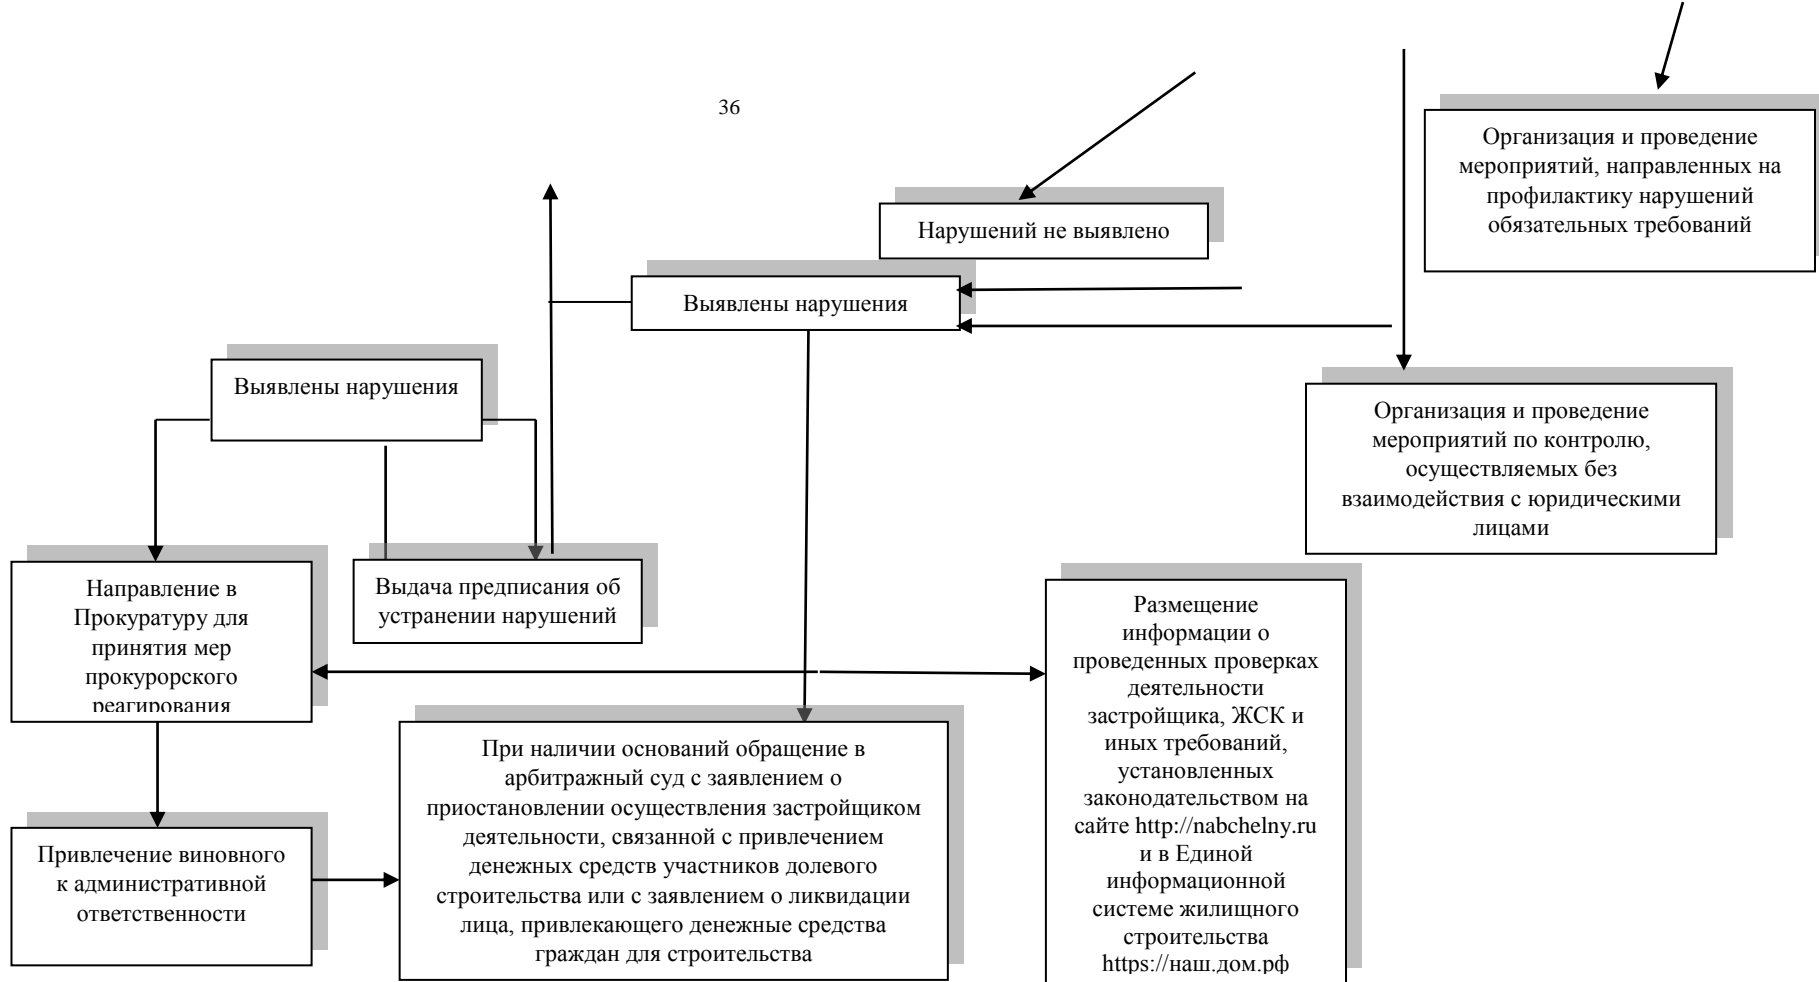 36
Организация и проведение
мероприятий, направленных на
профилактику нарушений
обязательных требований
Нарушений не выявлено
Выявлены нарушения
Выявлены нарушения
Организация и проведение
мероприятий по контролю,
осуществляемых без
взаимодействия с юридическими
лицами
Направление в
Прокуратуру для
принятия мер
прокурорского
реагирования
Выдача предписания об
устранении нарушений
Размещение
информации о
проведенных проверках
деятельности
застройщика, ЖСК и
иных требований,
установленных
законодательством на
сайте http://nabchelny.ru
и в Единой
информационной
системе жилищного
строительства
https://наш.дом.рф
При наличии оснований обращение в
арбитражный суд с заявлением о
приостановлении осуществления застройщиком
деятельности, связанной с привлечением
денежных средств участников долевого
строительства или с заявлением о ликвидации
лица, привлекающего денежные средства
граждан для строительства
Привлечение виновного
к административной
ответственности